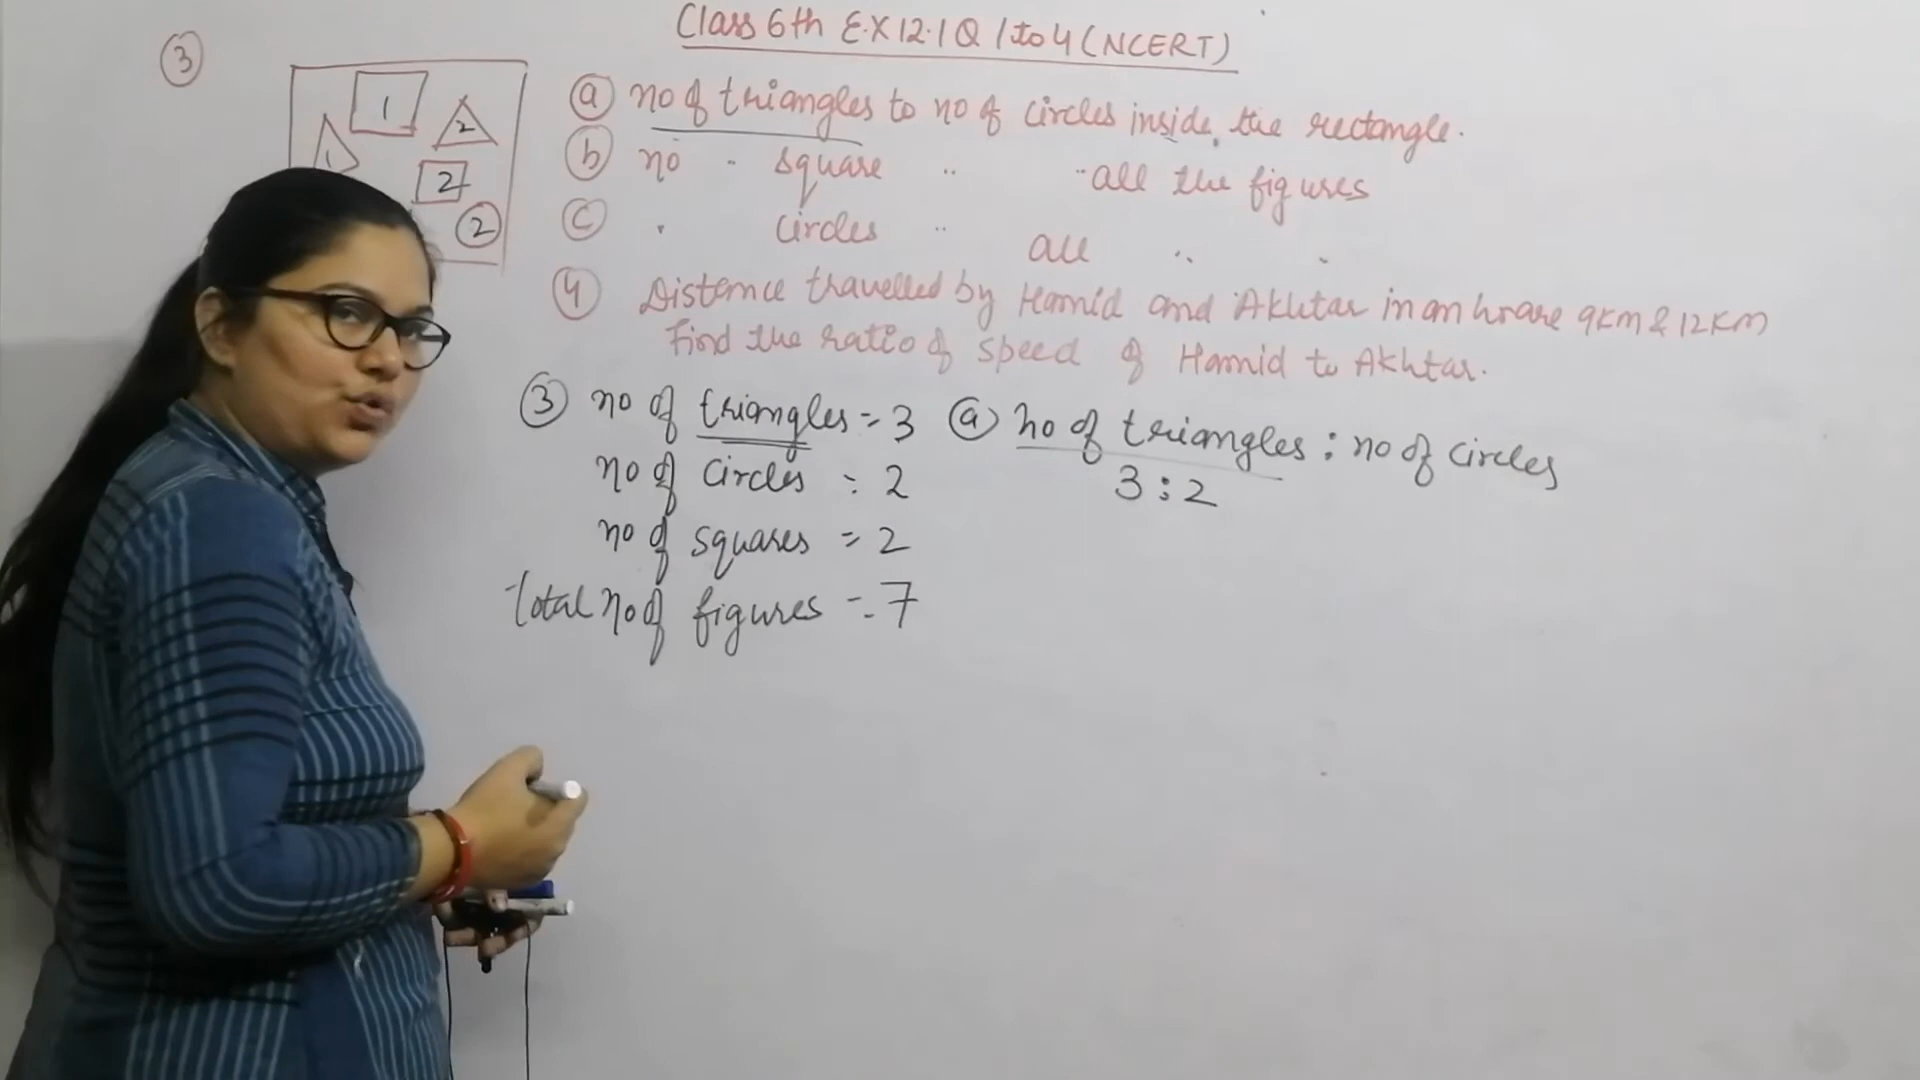 Class 6th EX 12.1 Q 1 to 4 (NCERT)
3
1
2
1
2
2
a no of triangles to no of circles inside the rectangle.
b no " square " " all the figures
c " circles " all " "
4 Distance travelled by Hamid and Akhtar in an hr are 9KM & 12KM
Find the ratio of speed of Hamid to Akhtar.
3 no of triangles = 3
no of circles = 2
no of squares = 2
total no of figures = 7
a no of triangles : no of circles
3 : 2